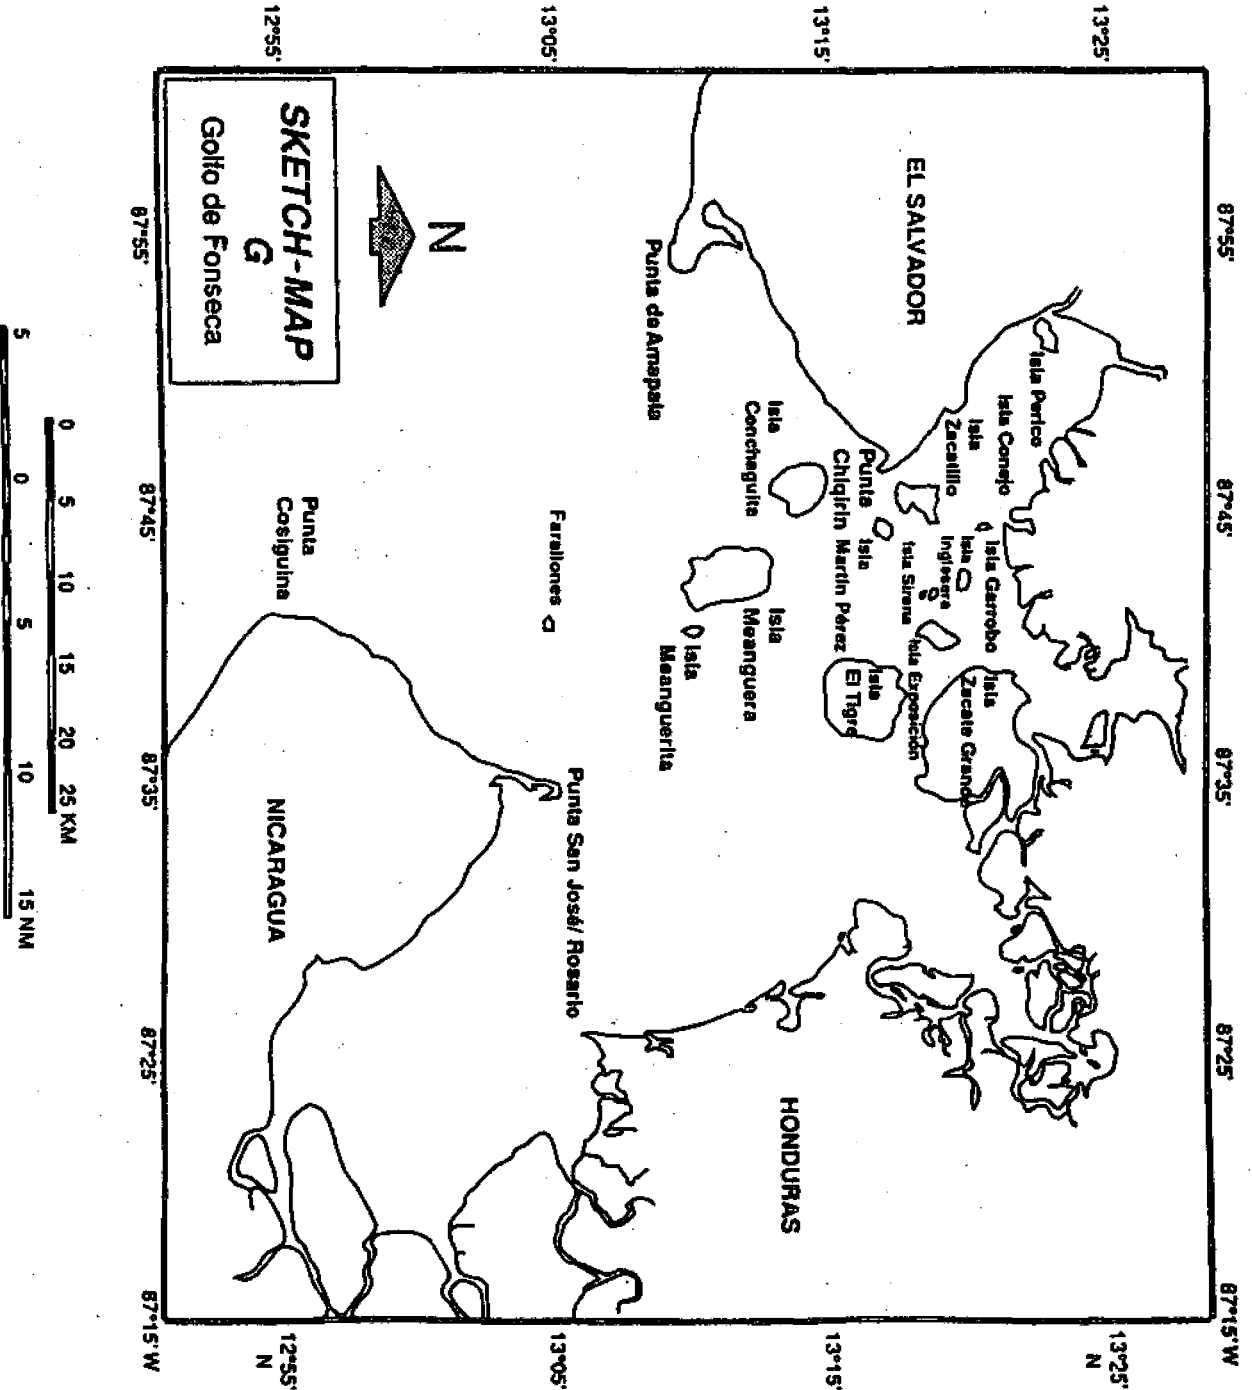 87°55'
87°45'
87°35'
87°25'
87°15'W
13°25'
13°25'
N
Isla Perico
Isla Conejo
Isla Garrobo
Isla
Zacatillo
Isla
Inglesera
Isla Sirena
Isla
Zacate Grande
EL SALVADOR
Isla Exposición
Punta
Chiqirín
Isla
Martín Pérez
Isla
El Tigre
13°15'
13°15'
Isla
Conchaguita
Isla
Meanguera
HONDURAS
Punta de Amapala
Isla
Meanguerita
13°05'
13°05'
Farallones
Punta San José/ Rosario
N
SKETCH-MAP
G
Golfo de Fonseca
Punta
Cosiguina
NICARAGUA
12°55'
12°55'
N
87°55'
87°45'
87°35'
87°25'
87°15'W
0 5 10 15 20 25 KM
5 0 5 10 15 NM